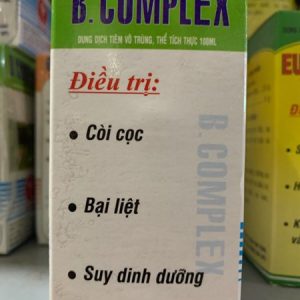 B. COMPLEX
DUNG DỊCH TIÊM VÔ TRÙNG, THỂ TÍCH THỰC 100ML
Điều trị:
• Còi cọc
• Bại liệt
• Suy dinh dưỡng
B. COMPLEX
EU